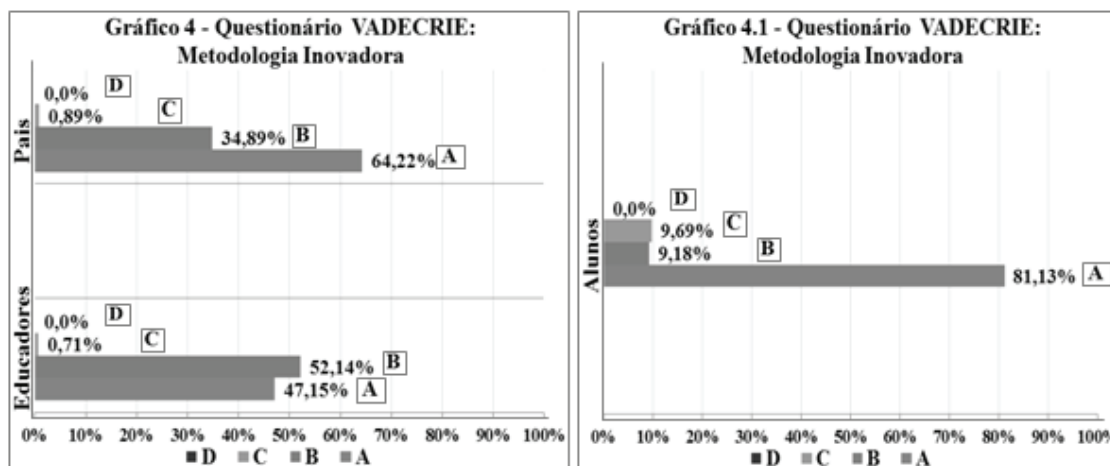 Gráfico 4 - Questionário VADECRIE:
Metodologia Inovadora
Pais
0,0% D
0,89% C
34,89% B
64,22% A
Educadores
0,0% D
0,71% C
52,14% B
47,15% A
0% 10% 20% 30% 40% 50% 60% 70% 80% 90% 100%
■ D ■ C ■ B ■ A
Gráfico 4.1 - Questionário VADECRIE:
Metodologia Inovadora
Alunos
0,0% D
9,69% C
9,18% B
81,13% A
0% 10% 20% 30% 40% 50% 60% 70% 80% 90% 100%
■ D ■ C ■ B ■ A